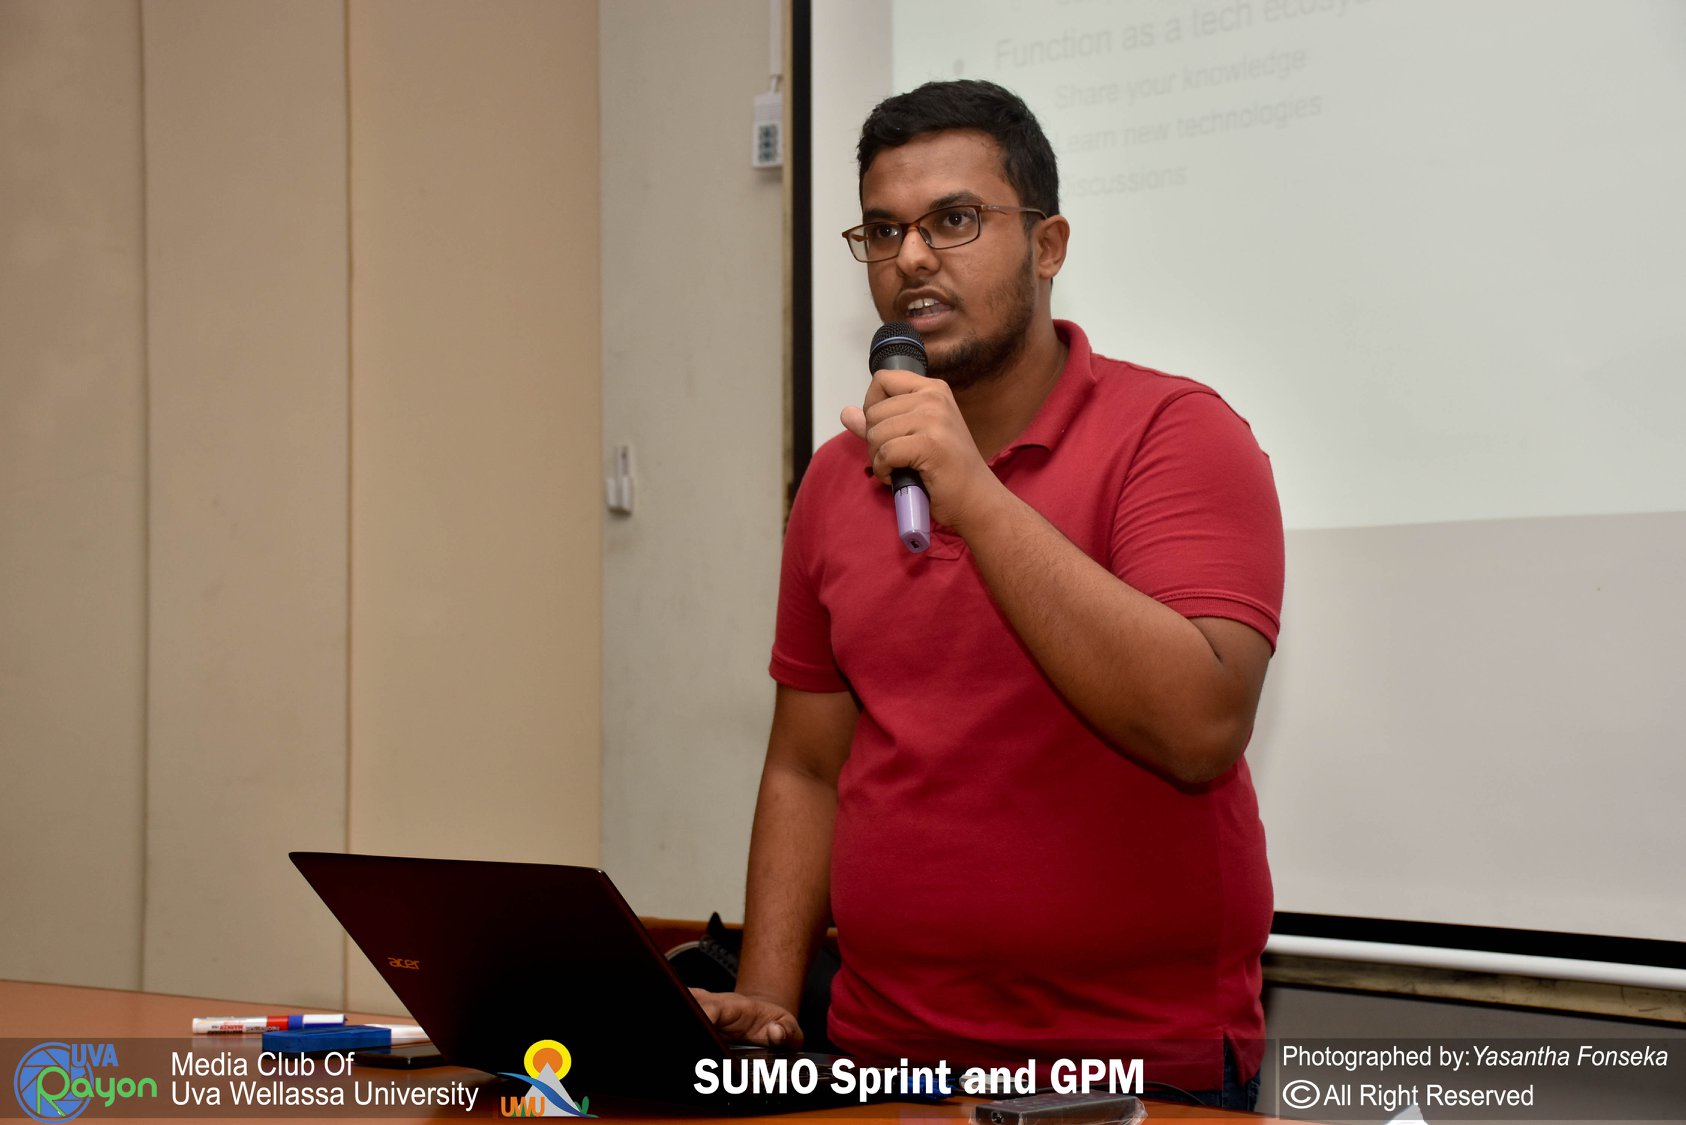 Function as a tech
Share your knowledge
Learn new technologies
Discussions
acer
UVA
Rayon
Media Club Of
Uva Wellassa University
UWU
SUMO Sprint and GPM
Photographed by: Yasantha Fonseka
© All Right Reserved